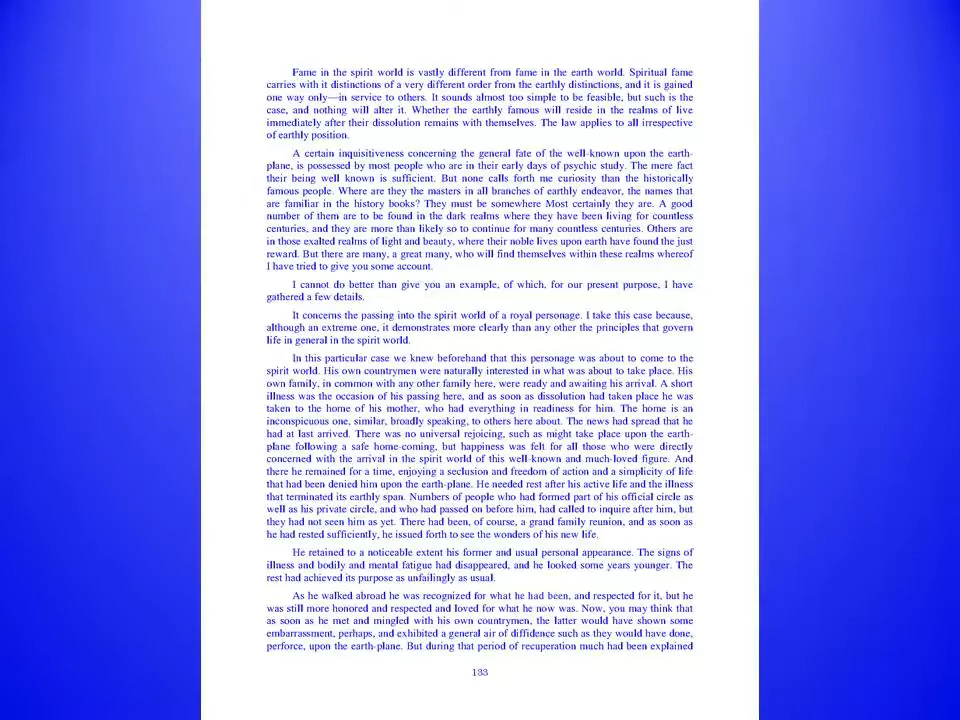 Fame in the spirit world is vastly different from fame in the earth world. Spiritual fame
carries with it distinctions of a very different order from the earthly distinctions, and it is gained
one way only—in service to others. It sounds almost too simple to be feasible, but such is the
case, and nothing will alter it. Whether the earthly famous will reside in the realms of live
immediately after their dissolution remains with themselves. The law applies to all irrespective
of earthly position.
A certain inquisitiveness concerning the general fate of the well-known upon the earth-
plane, is possessed by most people who are in their early days of psychic study. The mere fact
their being well known is sufficient. But none calls forth me curiosity than the historically
famous people. Where are they the masters in all branches of earthly endeavor, the names that
are familiar in the history books? They must be somewhere Most certainly they are. A good
number of them are to be found in the dark realms where they have been living for countless
centuries, and they are more than likely so to continue for many countless centuries. Others are
in those exalted realms of light and beauty, where their noble lives upon earth have found the just
reward. But there are many, a great many, who will find themselves within these realms whereof
I have tried to give you some account.
I cannot do better than give you an example, of which, for our present purpose, I have
gathered a few details.
It concerns the passing into the spirit world of a royal personage. I take this case because,
although an extreme one, it demonstrates more clearly than any other the principles that govern
life in general in the spirit world.
In this particular case we knew beforehand that this personage was about to come to the
spirit world. His own countrymen were naturally interested in what was about to take place. His
own family, in common with any other family here, were ready and awaiting his arrival. A short
illness was the occasion of his passing here, and as soon as dissolution had taken place he was
taken to the home of his mother, who had everything in readiness for him. The home is an
inconspicuous one, similar, broadly speaking, to others here about. The news had spread that he
had at last arrived. There was no universal rejoicing, such as might take place upon the earth-
plane following a safe home-coming, but happiness was felt for all those who were directly
concerned with the arrival in the spirit world of this well-known and much-loved figure. And
there he remained for a time, enjoying a seclusion and freedom of action and a simplicity of life
that had been denied him upon the earth-plane. He needed rest after his active life and the illness
that terminated its earthly span. Numbers of people who had formed part of his official circle as
well as his private circle, and who had passed on before him, had called to inquire after him, but
they had not seen him as yet. There had been, of course, a grand family reunion, and as soon as
he had rested sufficiently, he issued forth to see the wonders of his new life.
He retained to a noticeable extent his former and usual personal appearance. The signs of
illness and bodily and mental fatigue had disappeared, and he looked some years younger. The
rest had achieved its purpose as unfailingly as usual.
As he walked abroad he was recognized for what he had been, and respected for it, but he
was still more honored and respected and loved for what he now was. Now, you may think that
as soon as he met and mingled with his own countrymen, the latter would have shown some
embarrassment, perhaps, and exhibited a general air of diffidence such as they would have done,
perforce, upon the earth-plane. But during that period of recuperation much had been explained
133